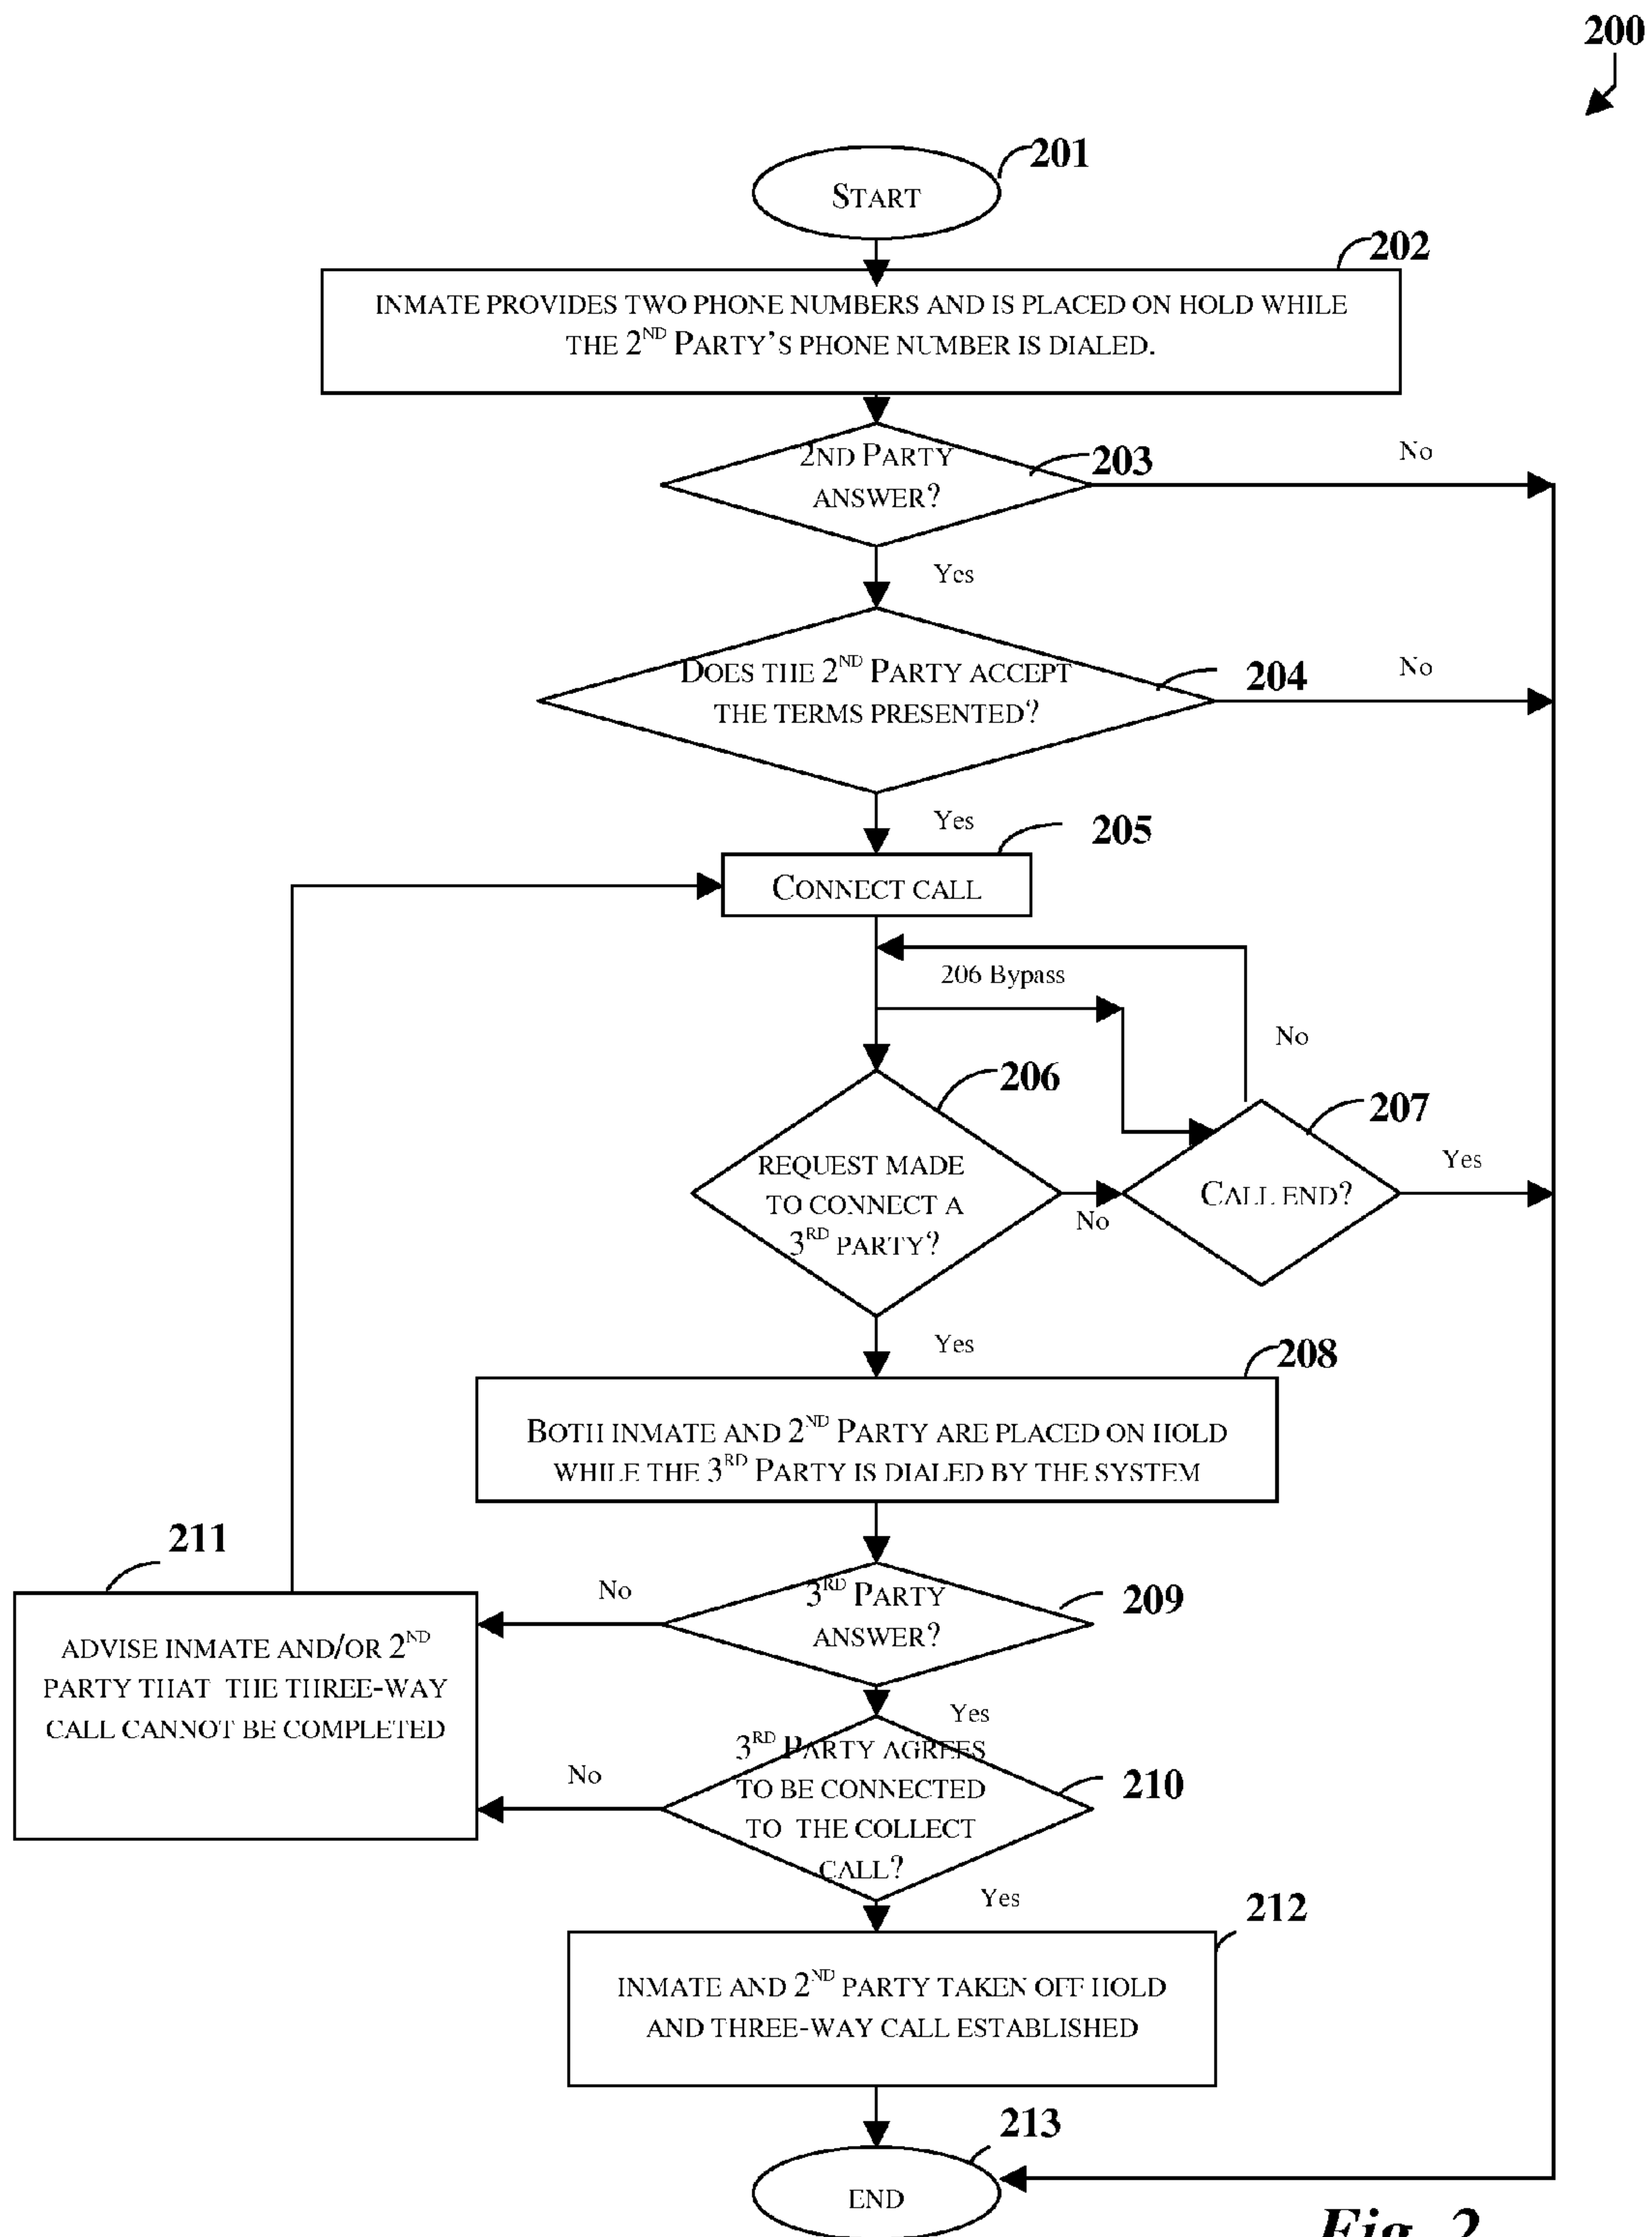 200
201
START
202
INMATE PROVIDES TWO PHONE NUMBERS AND IS PLACED ON HOLD WHILE
THE 2ND PARTY'S PHONE NUMBER IS DIALED.
2ND PARTY
ANSWER?
203
No
Yes
DOES THE 2ND PARTY ACCEPT
THE TERMS PRESENTED?
204
No
Yes
205
CONNECT CALL
206 Bypass
No
206
207
REQUEST MADE
TO CONNECT A
3RD PARTY?
No
CALL END?
Yes
Yes
208
BOTH INMATE AND 2ND PARTY ARE PLACED ON HOLD
WHILE THE 3RD PARTY IS DIALED BY THE SYSTEM
211
No
3RD PARTY
ANSWER?
209
ADVISE INMATE AND/OR 2ND
PARTY THAT THE THREE-WAY
CALL CANNOT BE COMPLETED
Yes
No
3RD PARTY AGREES
TO BE CONNECTED
TO THE COLLECT
CALL?
210
Yes
212
INMATE AND 2ND PARTY TAKEN OFF HOLD
AND THREE-WAY CALL ESTABLISHED
213
END
Fig. 2